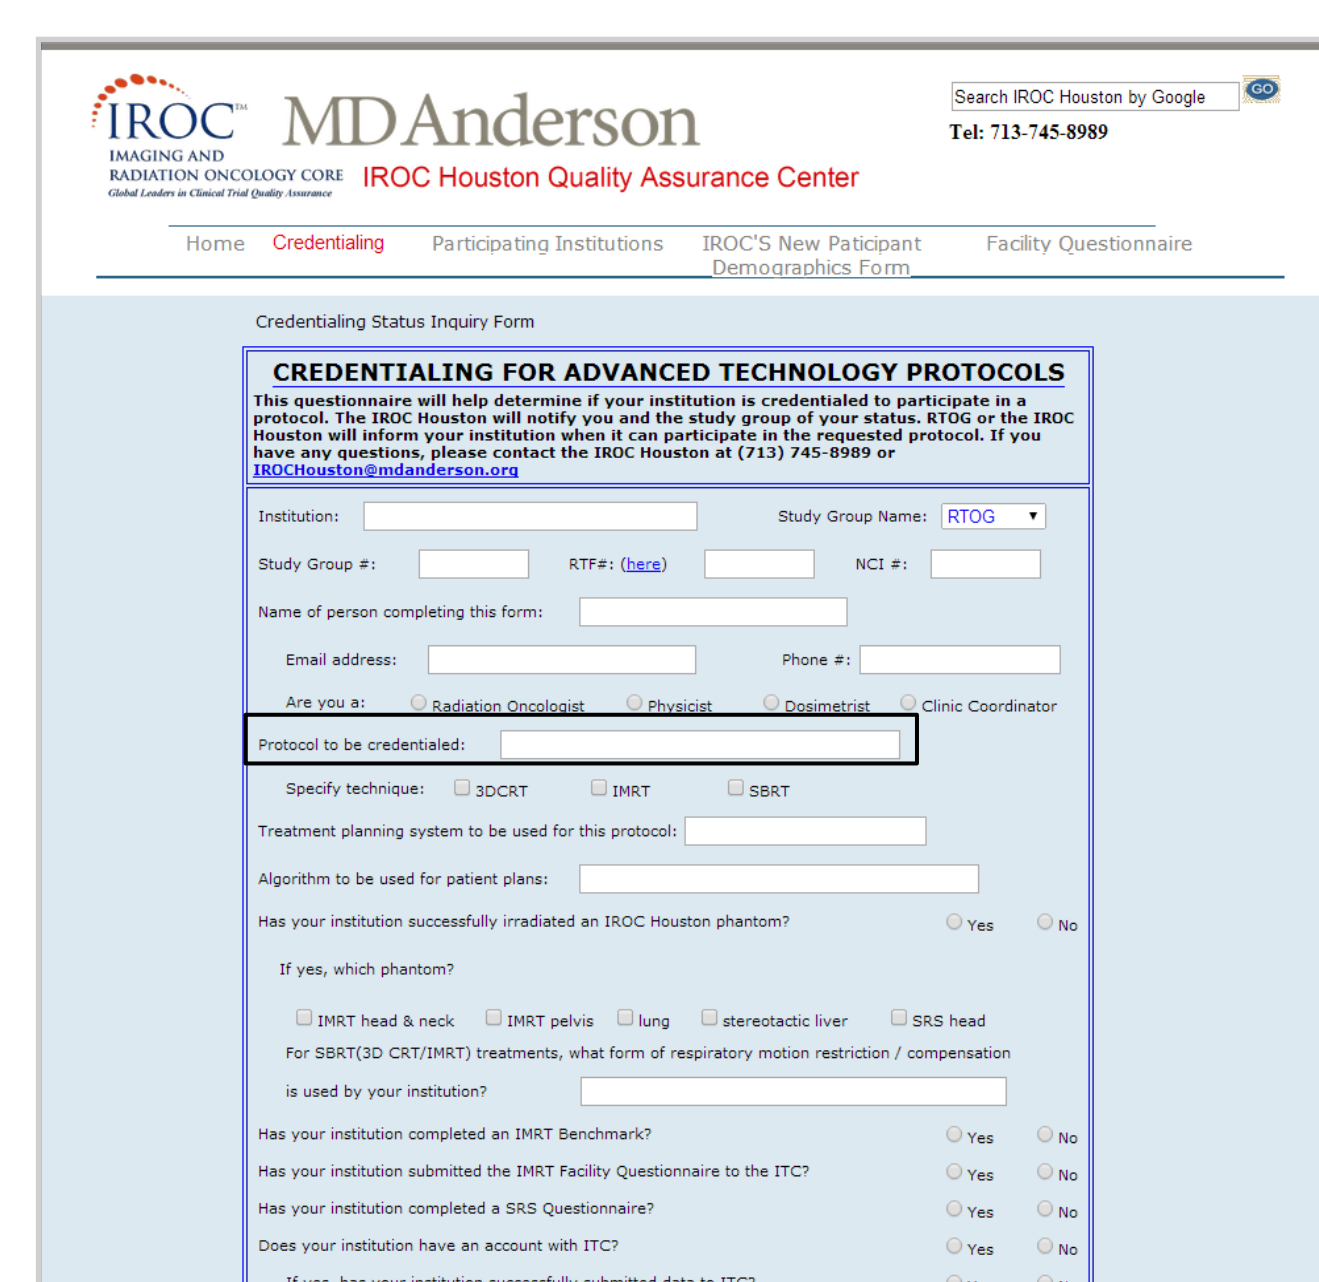 IROC™
IMAGING AND
RADIATION ONCOLOGY CORE
Global Leaders in Clinical Trial Quality Assurance
MD Anderson
IROC Houston Quality Assurance Center
Search IROC Houston by Google
GO
Tel: 713-745-8989
Home Credentialing Participating Institutions IROC'S New Paticipant Facility Questionnaire
Demographics Form
Credentialing Status Inquiry Form
CREDENTIALING FOR ADVANCED TECHNOLOGY PROTOCOLS
This questionnaire will help determine if your institution is credentialed to participate in a
protocol. The IROC Houston will notify you and the study group of your status. RTOG or the IROC
Houston will inform your institution when it can participate in the requested protocol. If you
have any questions, please contact the IROC Houston at (713) 745-8989 or
IROCHouston@mdanderson.org
Institution: Study Group Name: RTOG
Study Group #: RTF#: (here) NCI #:
Name of person completing this form:
Email address: Phone #:
Are you a: Radiation Oncologist Physicist Dosimetrist Clinic Coordinator
Protocol to be credentialed:
Specify technique: 3DCRT IMRT SBRT
Treatment planning system to be used for this protocol:
Algorithm to be used for patient plans:
Has your institution successfully irradiated an IROC Houston phantom? Yes No
If yes, which phantom?
IMRT head & neck IMRT pelvis lung stereotactic liver SRS head
For SBRT(3D CRT/IMRT) treatments, what form of respiratory motion restriction / compensation
is used by your institution?
Has your institution completed an IMRT Benchmark? Yes No
Has your institution submitted the IMRT Facility Questionnaire to the ITC? Yes No
Has your institution completed a SRS Questionnaire? Yes No
Does your institution have an account with ITC? Yes No
If yes, has your institution successfully submitted data to ITC?